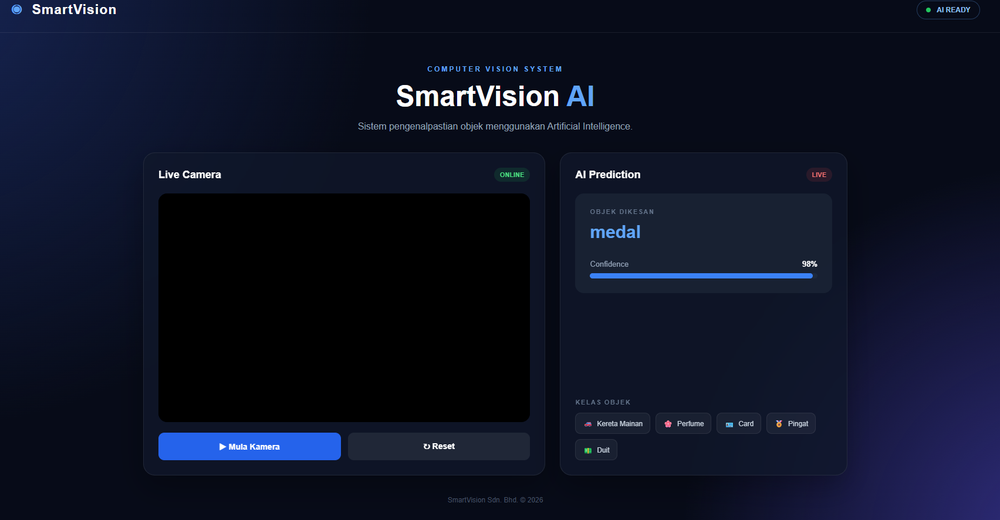 SmartVision
AI READY
COMPUTER VISION SYSTEM
SmartVision AI
Sistem pengenalpastian objek menggunakan Artificial Intelligence.
Live Camera
ONLINE
▶ Mula Kamera
↻ Reset
AI Prediction
LIVE
OBJEK DIKESAN
medal
Confidence
98%
KELAS OBJEK
Kereta Mainan
Perfume
Card
Pingat
Duit
SmartVision Sdn. Bhd. © 2026